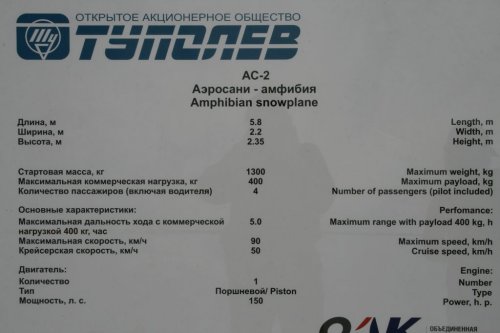 ОТКРЫТОЕ АКЦИОНЕРНОЕ ОБЩЕСТВО
Ту ТУПОЛЕВ
АС-2
Аэросани - амфибия
Amphibian snowplane
Длина, м 5.8 Length, m
Ширина, м 2.2 Width, m
Высота, м 2.35 Height, m
Стартовая масса, кг 1300 Maximum weight, kg
Максимальная коммерческая нагрузка, кг 400 Maximum payload, kg
Количество пассажиров (включая водителя) 4 Number of passengers (pilot included)
Основные характеристики: Perfomance:
Максимальная дальность хода с коммерческой
нагрузкой 400 кг, час 5.0 Maximum range with payload 400 kg, h
Максимальная скорость, км/ч 90 Maximum speed, km/h
Крейсерская скорость, км/ч 50 Cruise speed, km/h
Двигатель: Engine:
Количество 1 Number
Тип Поршневой/ Piston Type
Мощность, л. с. 150 Power, h. p.
ОАК ОБЪЕДИНЕННАЯ